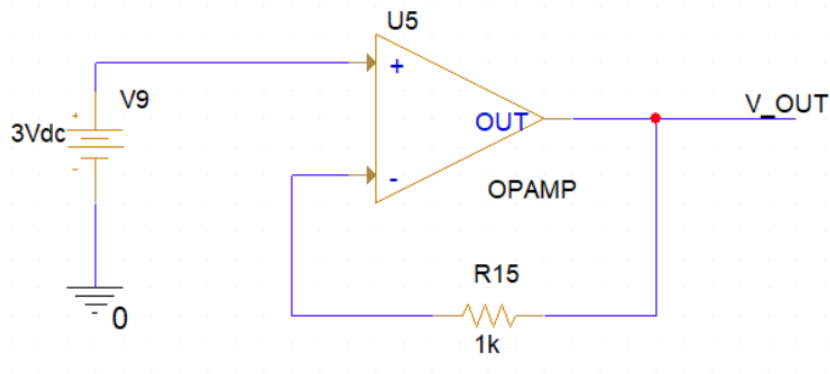 U5
+
V9
+
3Vdc
-
OUT
V_OUT
-
OPAMP
0
R15
1k